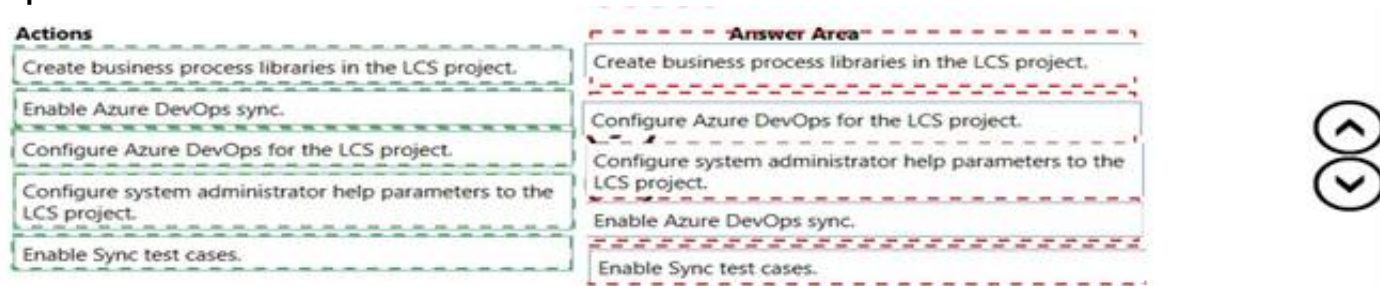 Actions
Create business process libraries in the LCS project.
Enable Azure DevOps sync.
Configure Azure DevOps for the LCS project.
Configure system administrator help parameters to the
LCS project.
Enable Sync test cases.
Answer Area
Create business process libraries in the LCS project.
Configure Azure DevOps for the LCS project.
Configure system administrator help parameters to the
LCS project.
Enable Azure DevOps sync.
Enable Sync test cases.